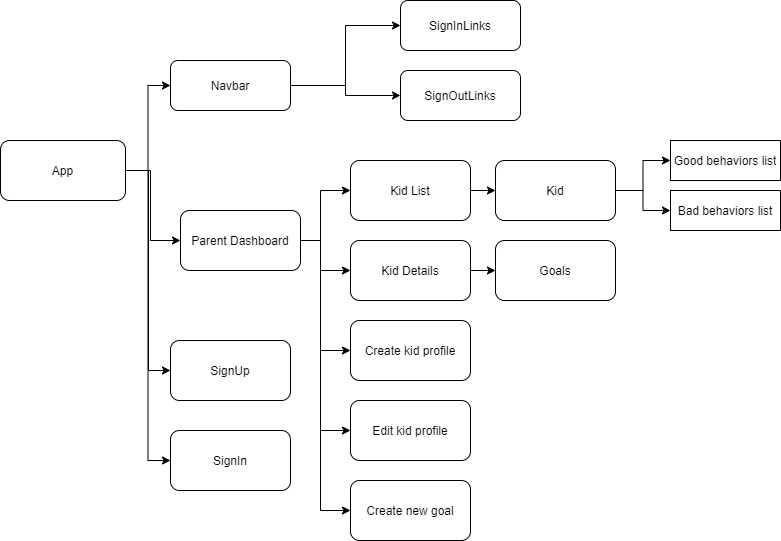 SignInLinks
Navbar
SignOutLinks
App
Kid List
Kid
Good behaviors list
Bad behaviors list
Parent Dashboard
Kid Details
Goals
Create kid profile
SignUp
Edit kid profile
SignIn
Create new goal